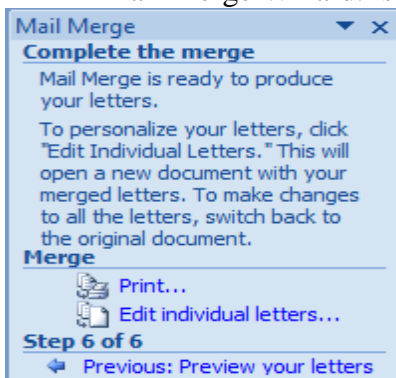 Mail Merge
Complete the merge
Mail Merge is ready to produce
your letters.
To personalize your letters, click
"Edit Individual Letters." This will
open a new document with your
merged letters. To make changes
to all the letters, switch back to
the original document.
Merge
Print...
Edit individual letters...
Step 6 of 6
Previous: Preview your letters